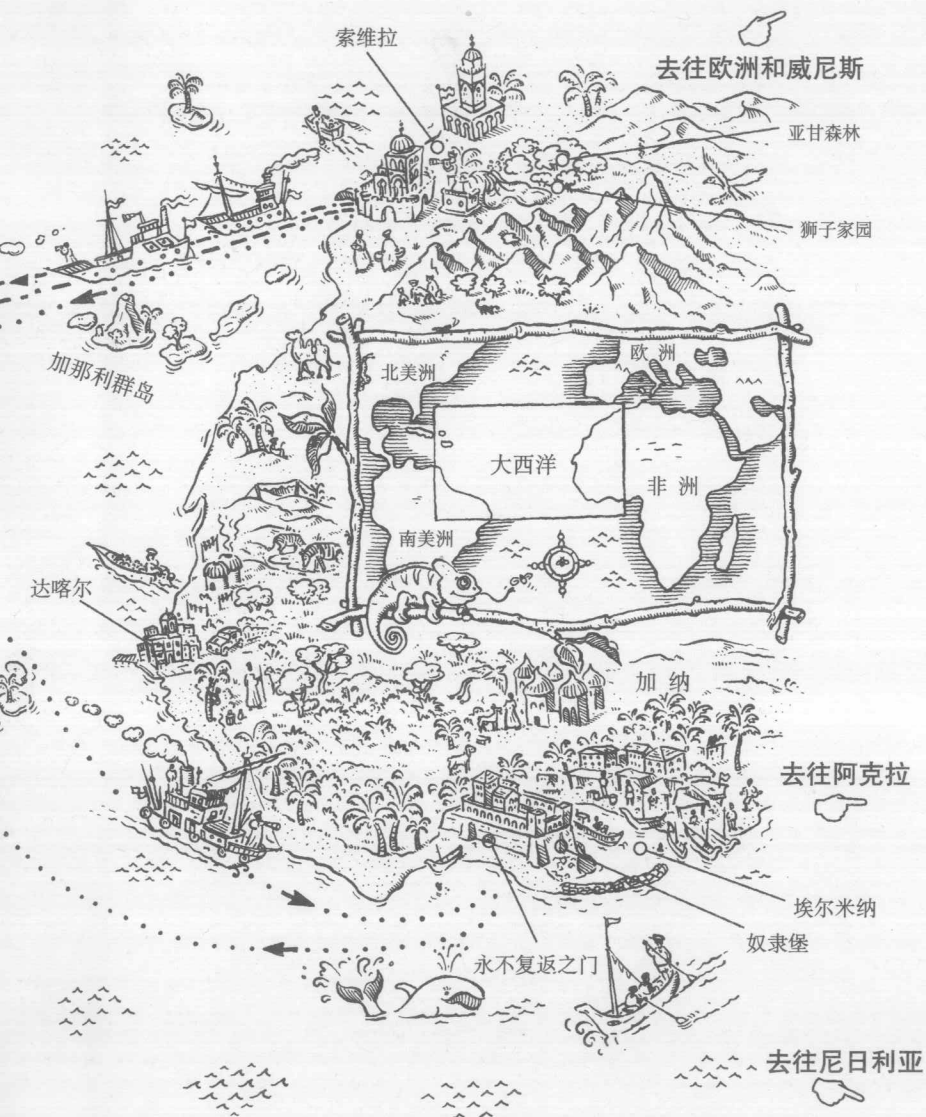 索维拉
去往欧洲和威尼斯
亚甘森林
狮子家园
加那利群岛
北美洲
欧洲
大西洋
非洲
南美洲
达喀尔
加纳
去往阿克拉
埃尔米纳
奴隶堡
永不复返之门
去往尼日利亚